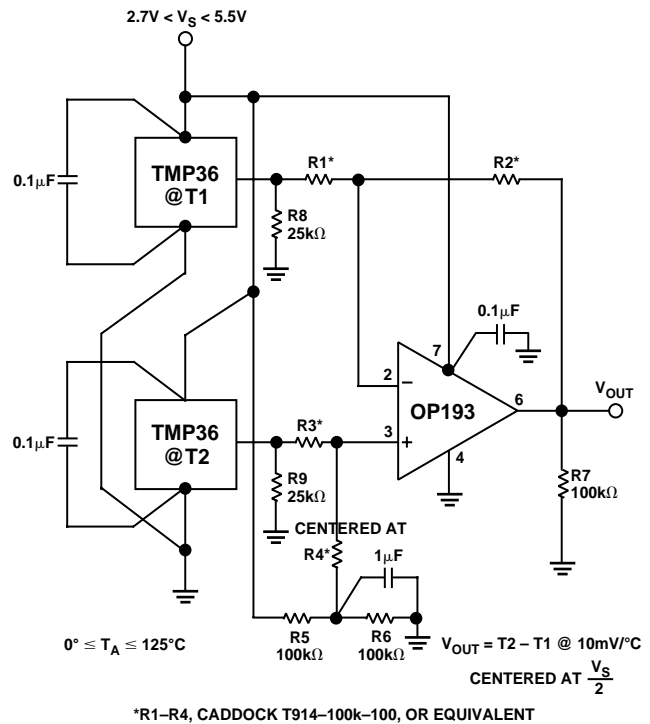 2.7V < VS < 5.5V
0.1μF
TMP36
@T1
R1*
R2*
R8
25kΩ
0.1μF
7
2
–
OP193
6
VOUT
0.1μF
TMP36
@T2
R3*
3
+
4
R9
25kΩ
R7
100kΩ
CENTERED AT
R4*
1μF
R5
100kΩ
R6
100kΩ
0° ≤ TA ≤ 125°C
VOUT = T2 – T1 @ 10mV/°C
CENTERED AT VS/2
*R1–R4, CADDOCK T914–100k–100, OR EQUIVALENT